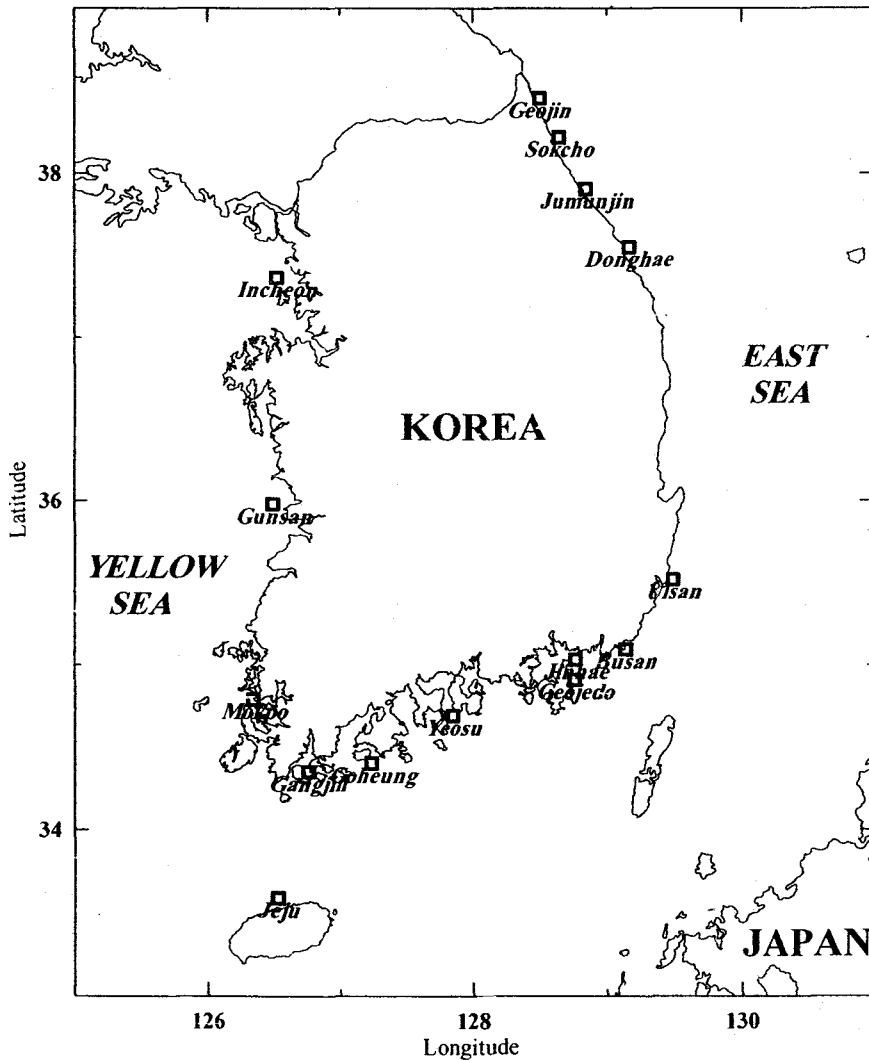 Geojin
Sokcho
38
Jumunjin
Donghae
Incheon
EAST
SEA
KOREA
Latitude
36
Gunsan
YELLOW
SEA
Ulsan
Busan
Geojedo
Mokpo
Yeosu
Goheung
Gangjin
34
Jeju
JAPAN
126
128
130
Longitude